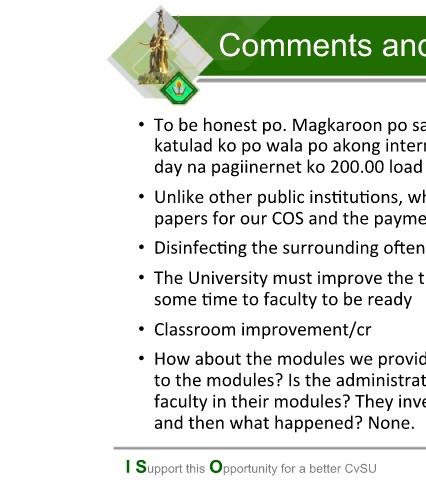 Comments and
• To be honest po. Magkaroon po sa
katulad ko po wala po akong intern
day na pagiinernet ko 200.00 load
• Unlike other public institutions, wh
papers for our COS and the payme
• Disinfecting the surrounding often
• The University must improve the t
some time to faculty to be ready
• Classroom improvement/cr
• How about the modules we provid
to the modules? Is the administrat
faculty in their modules? They inve
and then what happened? None.
I Support this Opportunity for a better CvSU